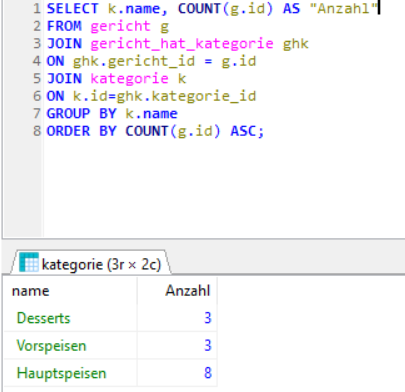 1 SELECT k.name, COUNT(g.id) AS "Anzahl"
2 FROM gericht g
3 JOIN gericht_hat_kategorie ghk
4 ON ghk.gericht_id = g.id
5 JOIN kategorie k
6 ON k.id=ghk.kategorie_id
7 GROUP BY k.name
8 ORDER BY COUNT(g.id) ASC;
kategorie (3r × 2c)
name Anzahl
Desserts 3
Vorspeisen 3
Hauptspeisen 8